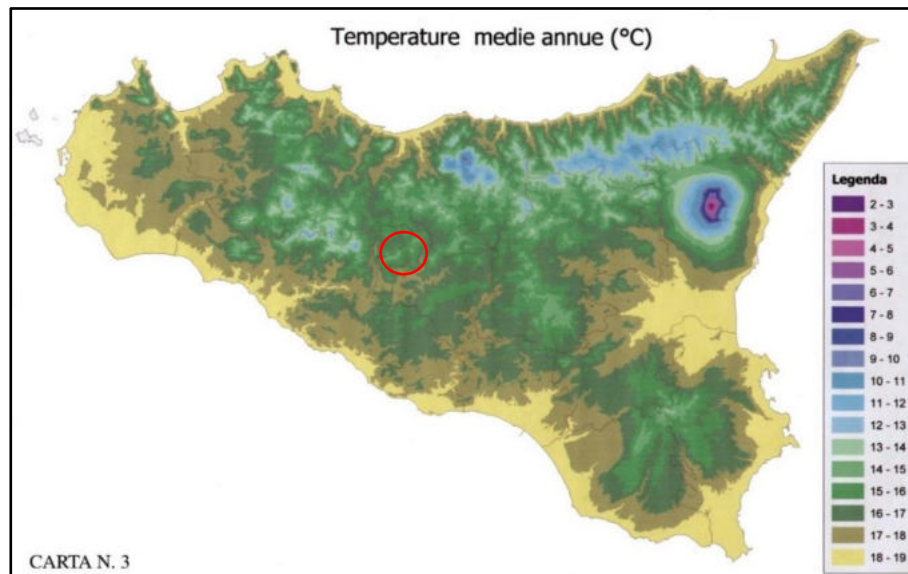 Temperature medie annue (°C)
Legenda
2 - 3
3 - 4
4 - 5
5 - 6
6 - 7
7 - 8
8 - 9
9 - 10
10 - 11
11 - 12
12 - 13
13 - 14
14 - 15
15 - 16
16 - 17
17 - 18
18 - 19
CARTA N. 3